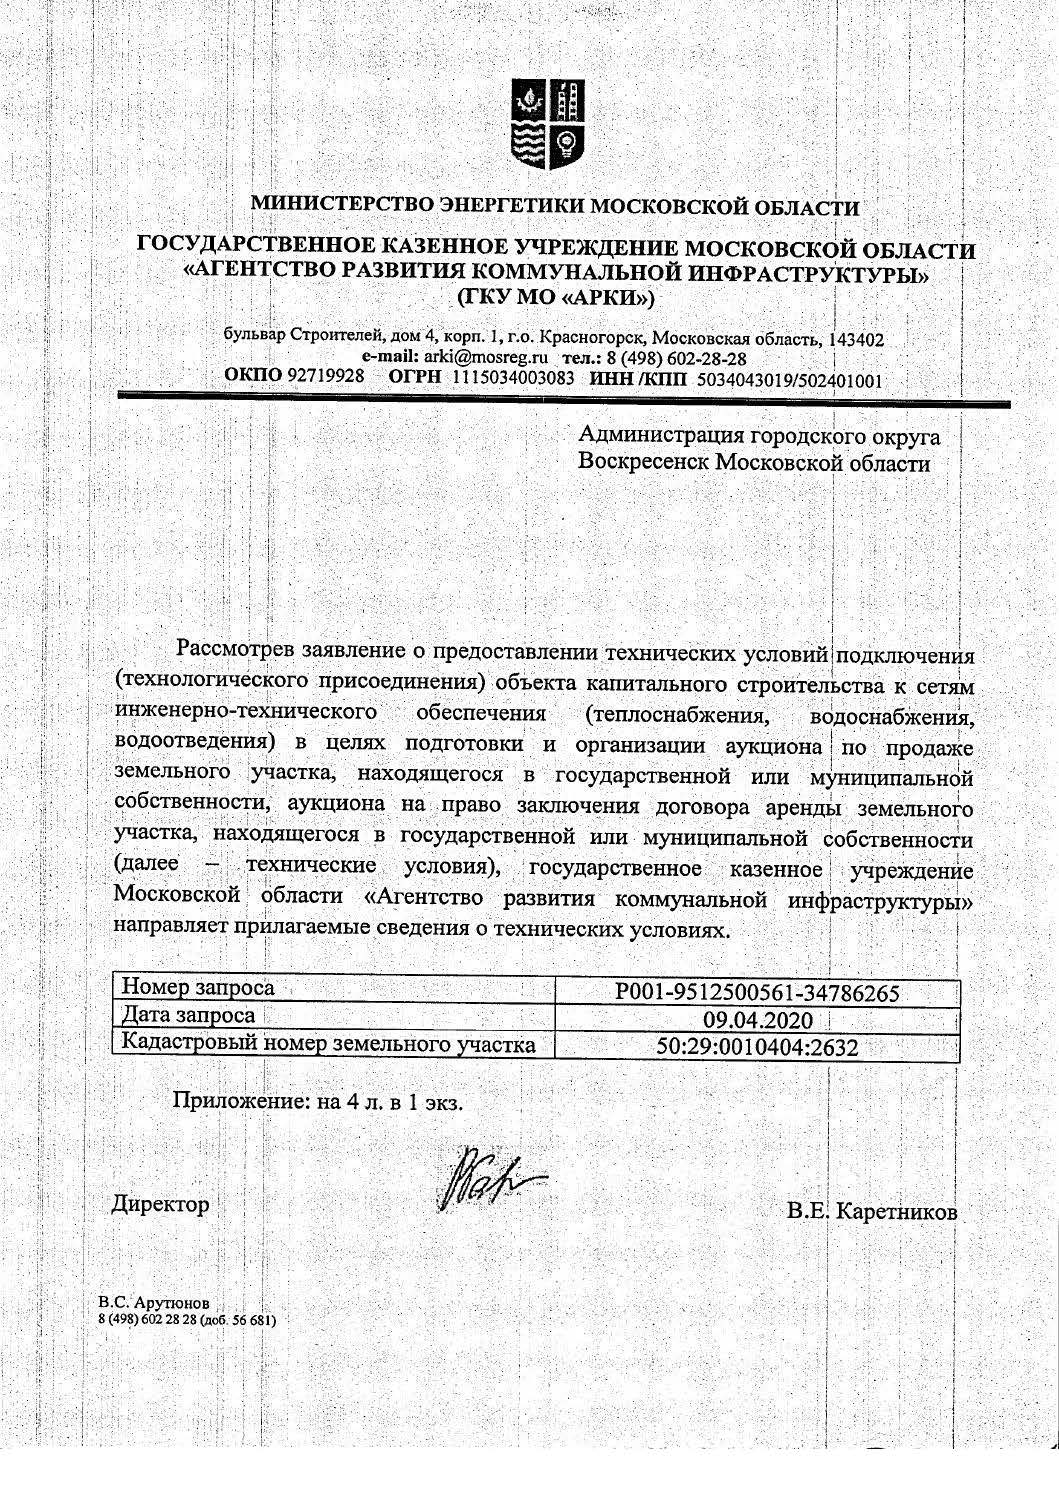 МИНИСТЕРСТВО ЭНЕРГЕТИКИ МОСКОВСКОЙ ОБЛАСТИ
ГОСУДАРСТВЕННОЕ КАЗЕННОЕ УЧРЕЖДЕНИЕ МОСКОВСКОЙ ОБЛАСТИ
«АГЕНТСТВО РАЗВИТИЯ КОММУНАЛЬНОЙ ИНФРАСТРУКТУРЫ»
(ГКУ МО «АРКИ»)
бульвар Строителей, дом 4, корп. 1, г.о. Красногорск, Московская область, 143402
e-mail: arki@mosreg.ru тел.: 8 (498) 602-28-28
ОКПО 92719928 ОГРН 1115034003083 ИНН /КПП 5034043019/502401001
Администрация городского округа
Воскресенск Московской области
Рассмотрев заявление о предоставлении технических условий подключения
(технологического присоединения) объекта капитального строительства к сетям
инженерно-технического обеспечения (теплоснабжения, водоснабжения,
водоотведения) в целях подготовки и организации аукциона по продаже
земельного участка, находящегося в государственной или муниципальной
собственности, аукциона на право заключения договора аренды земельного
участка, находящегося в государственной или муниципальной собственности
(далее – технические условия), государственное казенное учреждение
Московской области «Агентство развития коммунальной инфраструктуры»
направляет прилагаемые сведения о технических условиях.
Номер запроса P001-9512500561-34786265
Дата запроса 09.04.2020
Кадастровый номер земельного участка 50:29:0010404:2632
Приложение: на 4 л. в 1 экз.
Директор В.Е. Каретников
В.С. Арутюнов
8 (498) 602 28 28 (доб. 56 681)